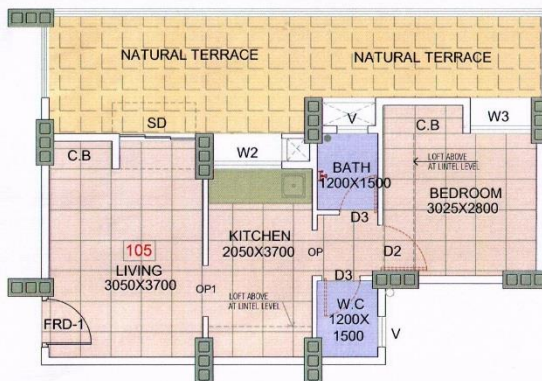 NATURAL TERRACE
NATURAL TERRACE
SD
V
C.B
W3
C.B
W2
BATH
1200X1500
LOFT ABOVE
AT LINTEL LEVEL
BEDROOM
3025X2800
D3
105
KITCHEN
2050X3700
OP
D2
LIVING
3050X3700
D3
OP1
LOFT ABOVE
AT LINTEL LEVEL
W.C
1200X
1500
FRD-1
V